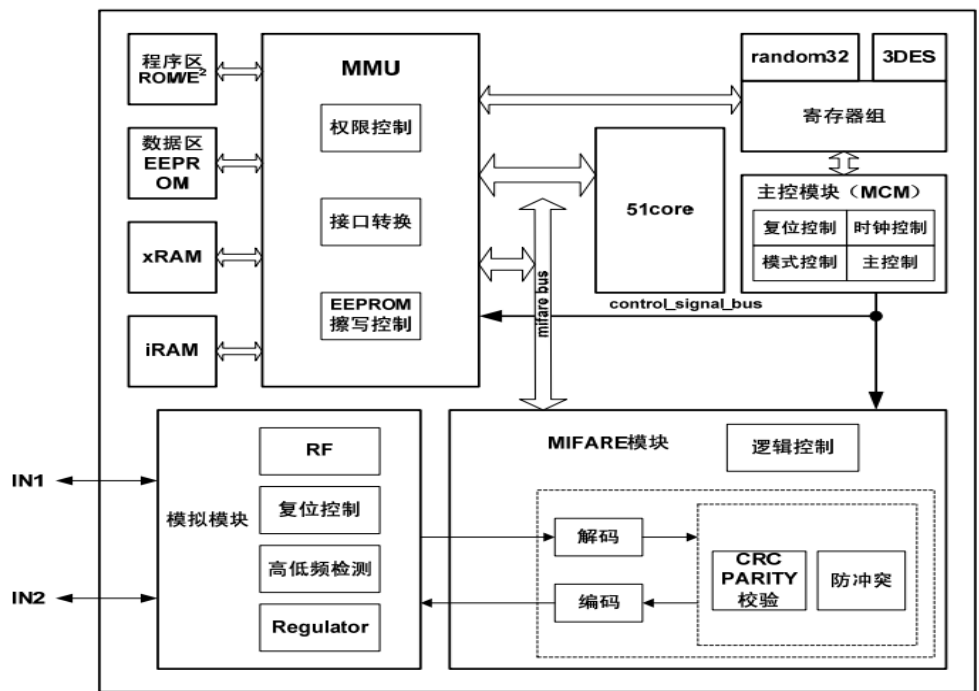 程序区
ROM/E²
数据区
EEPR
OM
xRAM
iRAM
MMU
权限控制
接口转换
EEPROM
擦写控制
51core
random32
3DES
寄存器组
主控模块（MCM）
复位控制
时钟控制
模式控制
主控制
control_signal_bus
mifare bus
IN1
IN2
模拟模块
RF
复位控制
高低频检测
Regulator
MIFARE模块
逻辑控制
解码
编码
CRC
PARITY
校验
防冲突